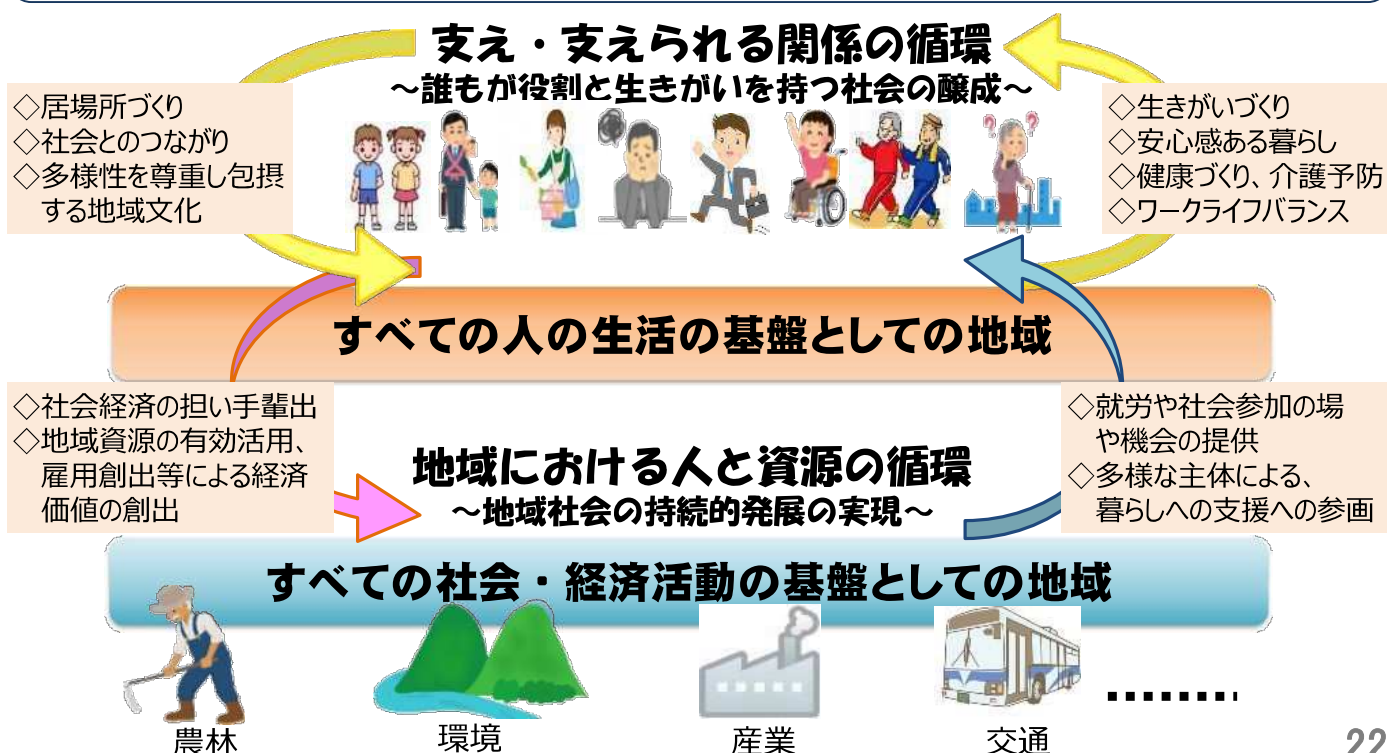 支え・支えられる関係の循環
～誰もが役割と生きがいを持つ社会の醸成～
◇居場所づくり
◇社会とのつながり
◇多様性を尊重し包摂
する地域文化
◇生きがいづくり
◇安心感ある暮らし
◇健康づくり、介護予防
◇ワークライフバランス
すべての人の生活の基盤としての地域
◇社会経済の担い手輩出
◇地域資源の有効活用、
雇用創出等による経済
価値の創出
地域における人と資源の循環
～地域社会の持続的発展の実現～
◇就労や社会参加の場
や機会の提供
◇多様な主体による、
暮らしへの支援への参画
すべての社会・経済活動の基盤としての地域
農林
環境
産業
交通
………
22